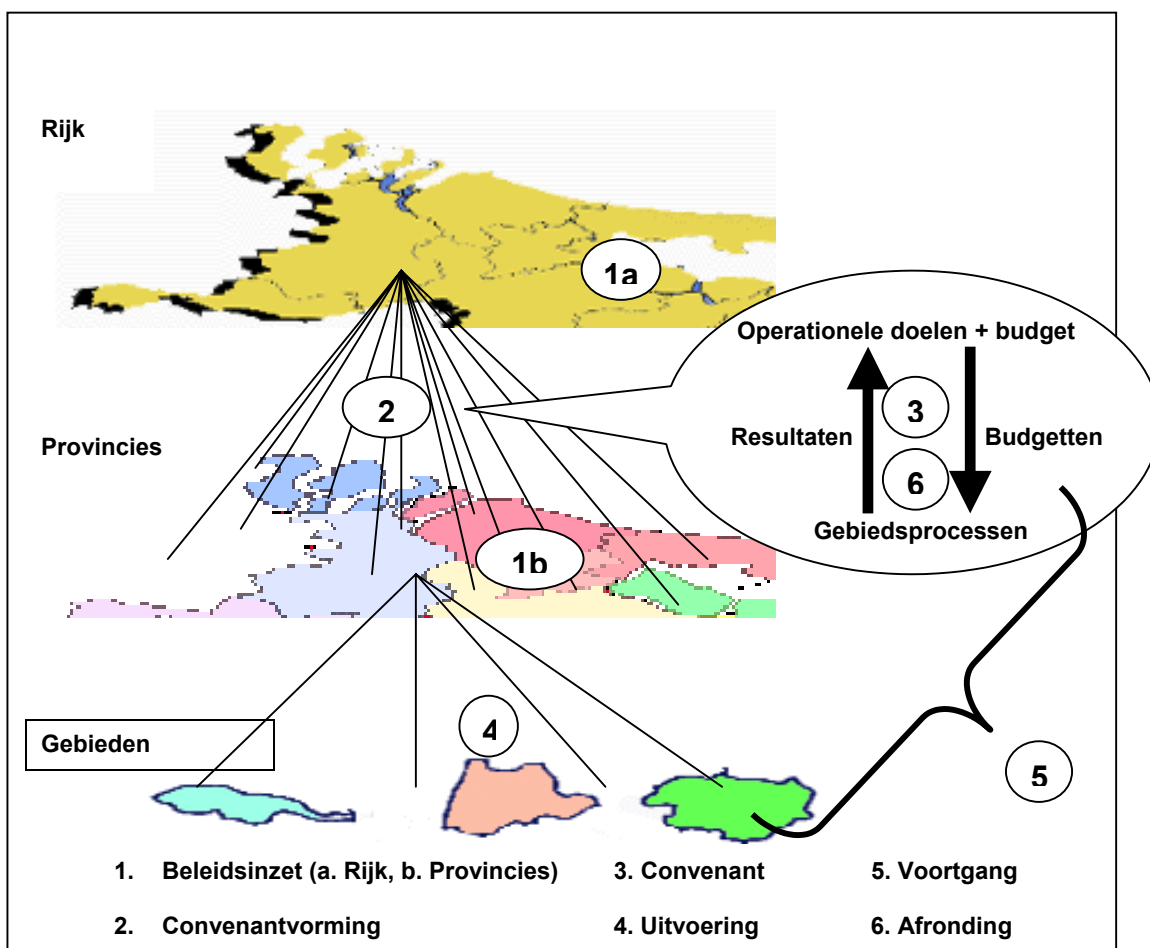 Rijk
1a
Operationele doelen + budget
2
3
Resultaten
Budgetten
Provincies
6
Gebiedsprocessen
1b
4
Gebieden
5
1. Beleidsinzet (a. Rijk, b. Provincies) 3. Convenant 5. Voortgang
2. Convenantvorming 4. Uitvoering 6. Afronding